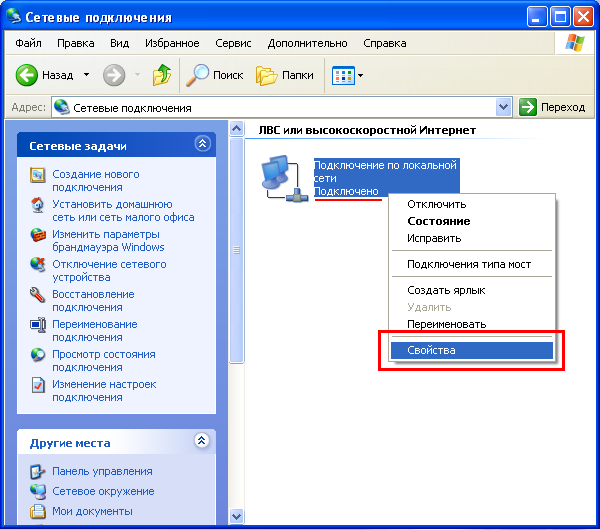 Сетевые подключения
Файл Правка Вид Избранное Сервис Дополнительно Справка
Назад Поиск Папки
Адрес: Сетевые подключения Переход
Сетевые задачи
Создание нового
подключения
Установить домашнюю
сеть или сеть малого офиса
Изменить параметры
брандмауэра Windows
Отключение сетевого
устройства
Восстановление
подключения
Переименование
подключения
Просмотр состояния
подключения
Изменение настроек
подключения
Другие места
Панель управления
Сетевое окружение
Мои документы
ЛВС или высокоскоростной Интернет
Подключение по локальной
сети
Подключено
Отключить
Состояние
Исправить
Подключения типа мост
Создать ярлык
Удалить
Переименовать
Свойства